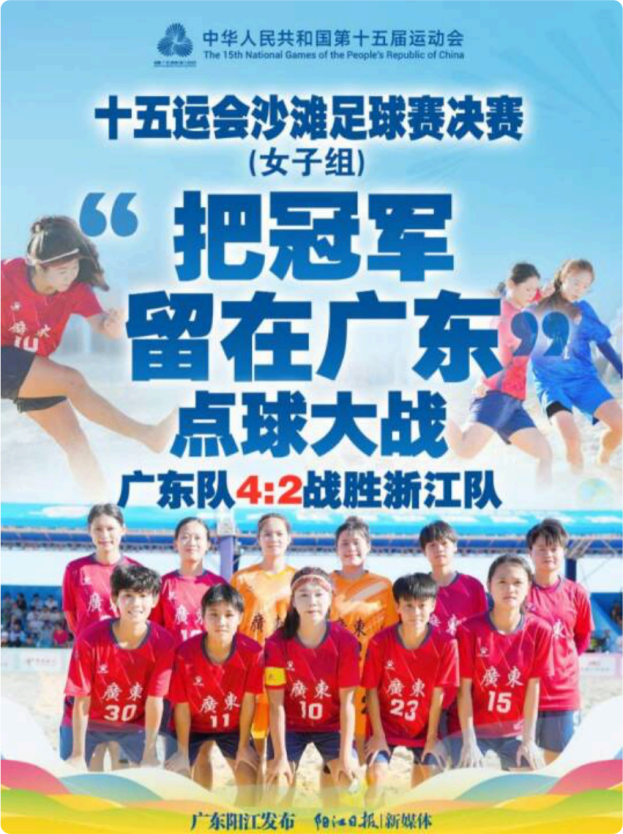 中华人民共和国第十五届运动会
The 15th National Games of the People's Republic of China
十五运会沙滩足球赛决赛
(女子组)
“把冠军
留在广东”
点球大战
广东队4:2战胜浙江队
廣東
10
廣東
30
廣東
11
廣東
10
廣東
23
廣東
15
广东阳江发布 阳江日报|新媒体